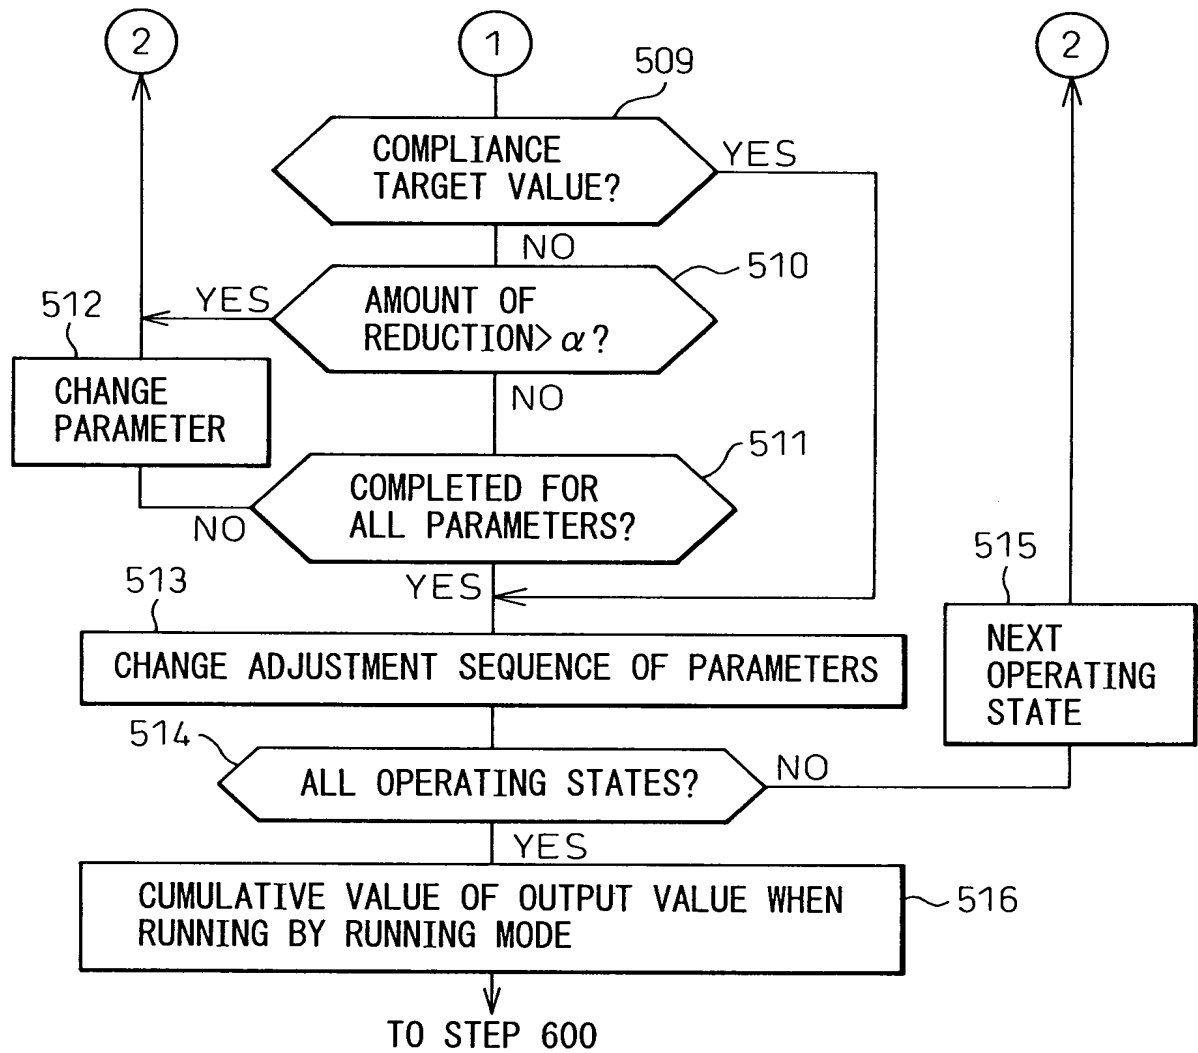 2
1
2
509
COMPLIANCE
TARGET VALUE?
YES
NO
510
AMOUNT OF
REDUCTION> α?
YES
512
CHANGE
PARAMETER
NO
511
COMPLETED FOR
ALL PARAMETERS?
NO
YES
513
CHANGE ADJUSTMENT SEQUENCE OF PARAMETERS
515
NEXT
OPERATING
STATE
514
ALL OPERATING STATES?
NO
YES
CUMULATIVE VALUE OF OUTPUT VALUE WHEN
RUNNING BY RUNNING MODE
516
TO STEP 600